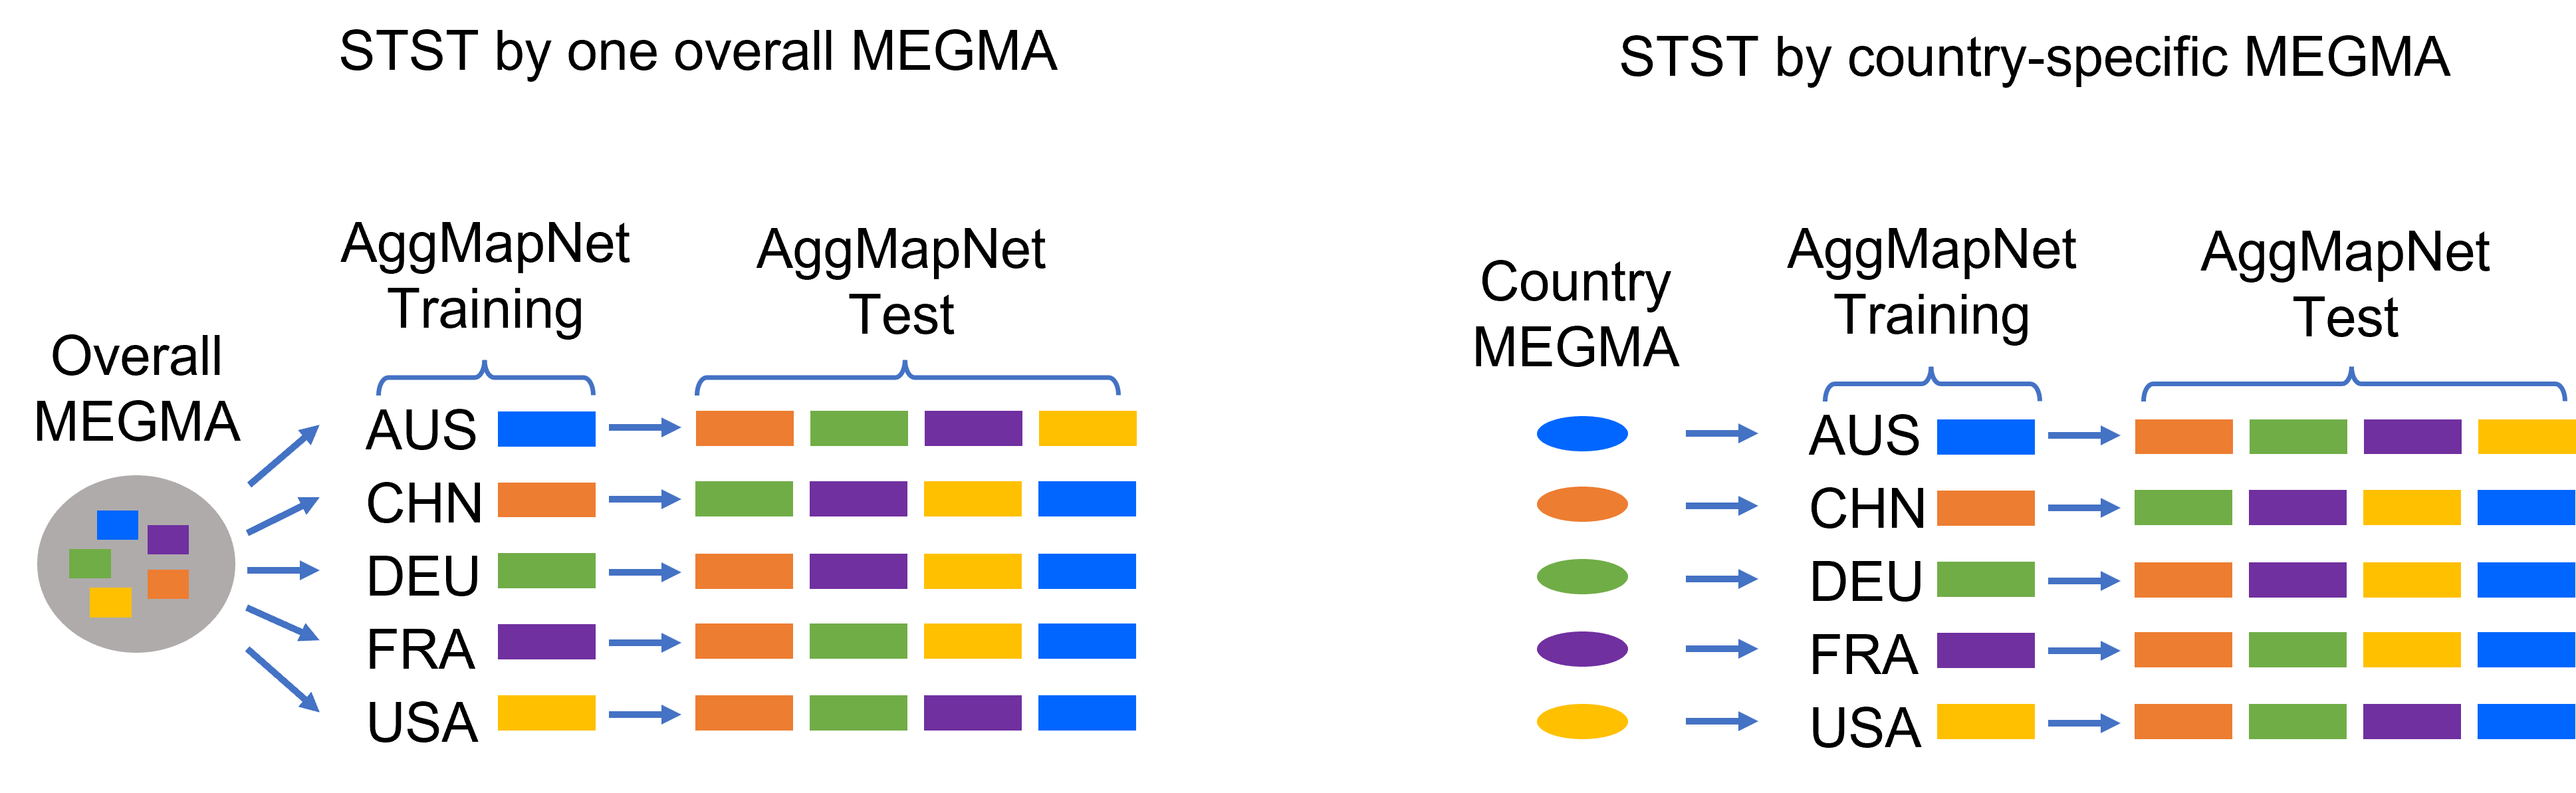 STST by one overall MEGMA
AggMapNet
Training
AggMapNet
Test
Overall
MEGMA
AUS
CHN
DEU
FRA
USA
STST by country-specific MEGMA
Country
MEGMA
AggMapNet
Training
AggMapNet
Test
AUS
CHN
DEU
FRA
USA